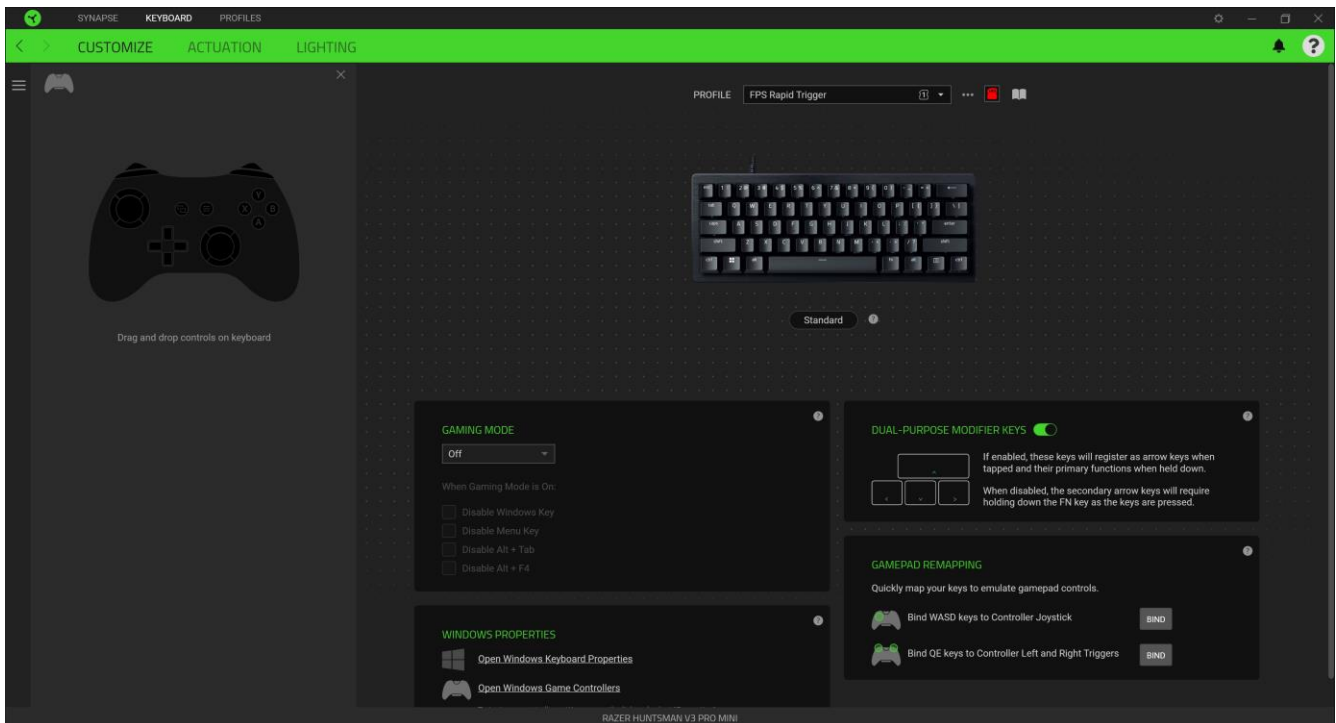 SYNAPSE KEYBOARD PROFILES
CUSTOMIZE ACTUATION LIGHTING
?
PROFILE FPS Rapid Trigger 1
Y
X B
A
Drag and drop controls on keyboard
Standard ?
GAMING MODE
Off
When Gaming Mode is On:
Disable Windows Key
Disable Menu Key
Disable Alt + Tab
Disable Alt + F4
DUAL-PURPOSE MODIFIER KEYS
If enabled, these keys will register as arrow keys when
tapped and their primary functions when held down.
When disabled, the secondary arrow keys will require
holding down the FN key as the keys are pressed.
WINDOWS PROPERTIES
Open Windows Keyboard Properties
Open Windows Game Controllers
GAMEPAD REMAPPING
Quickly map your keys to emulate gamepad controls.
Bind WASD keys to Controller Joystick BIND
Bind QE keys to Controller Left and Right Triggers BIND
RAZER HUNTSMAN V3 PRO MINI